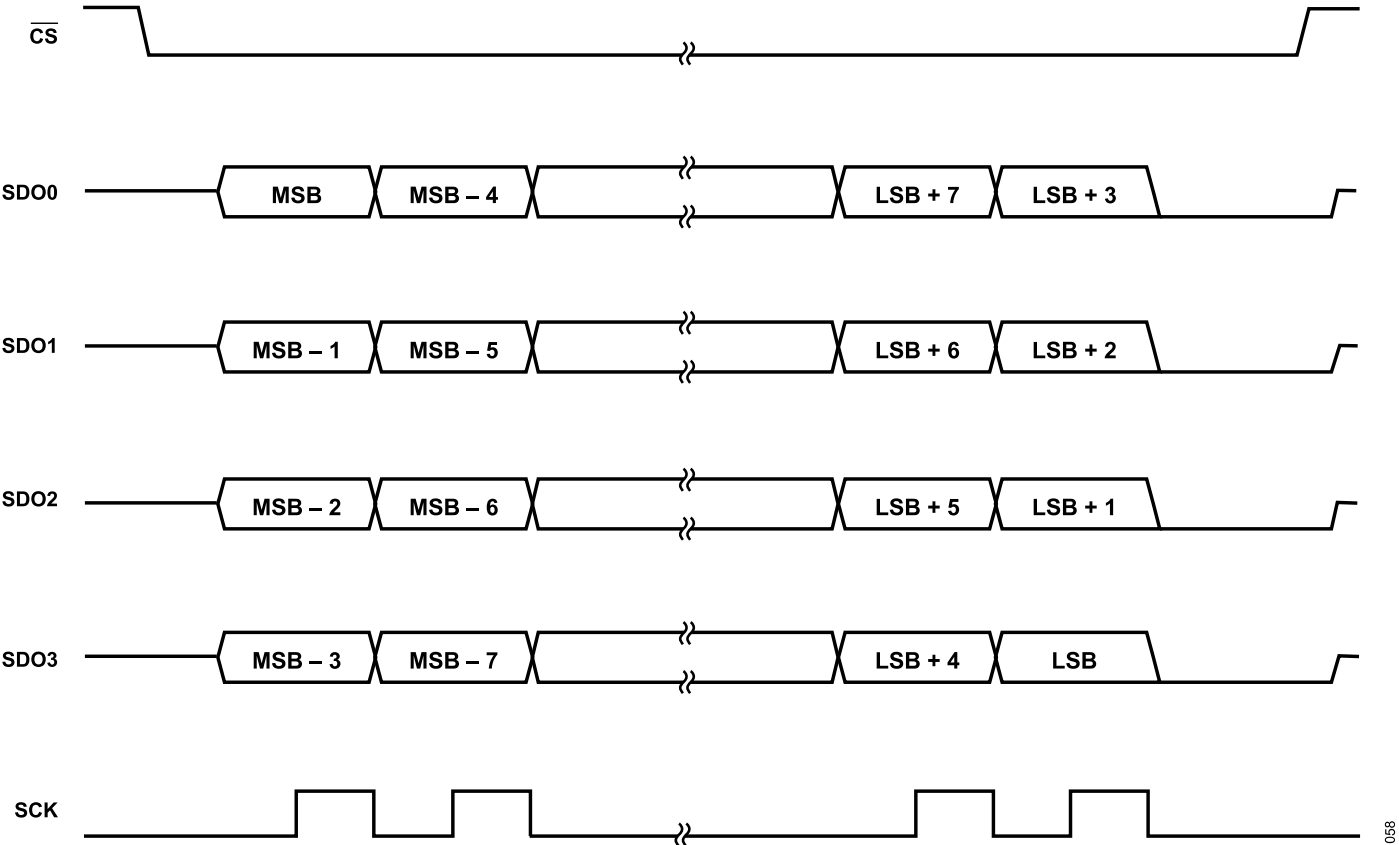 CS
SDO0 MSB MSB – 4 LSB + 7 LSB + 3
SDO1 MSB – 1 MSB – 5 LSB + 6 LSB + 2
SDO2 MSB – 2 MSB – 6 LSB + 5 LSB + 1
SDO3 MSB – 3 MSB – 7 LSB + 4 LSB
SCK
058